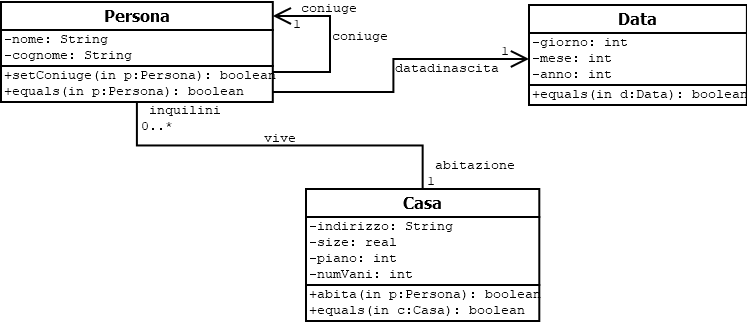 Persona
-nome: String
-cognome: String
+setConiuge(in p:Persona): boolean
+equals(in p:Persona): boolean
coniuge
1
coniuge
datadinascita
1
Data
-giorno: int
-mese: int
-anno: int
+equals(in d:Data): boolean
inquilini
0..*
vive
abitazione
1
Casa
-indirizzo: String
-size: real
-piano: int
-numVani: int
+abita(in p:Persona): boolean
+equals(in c:Casa): boolean